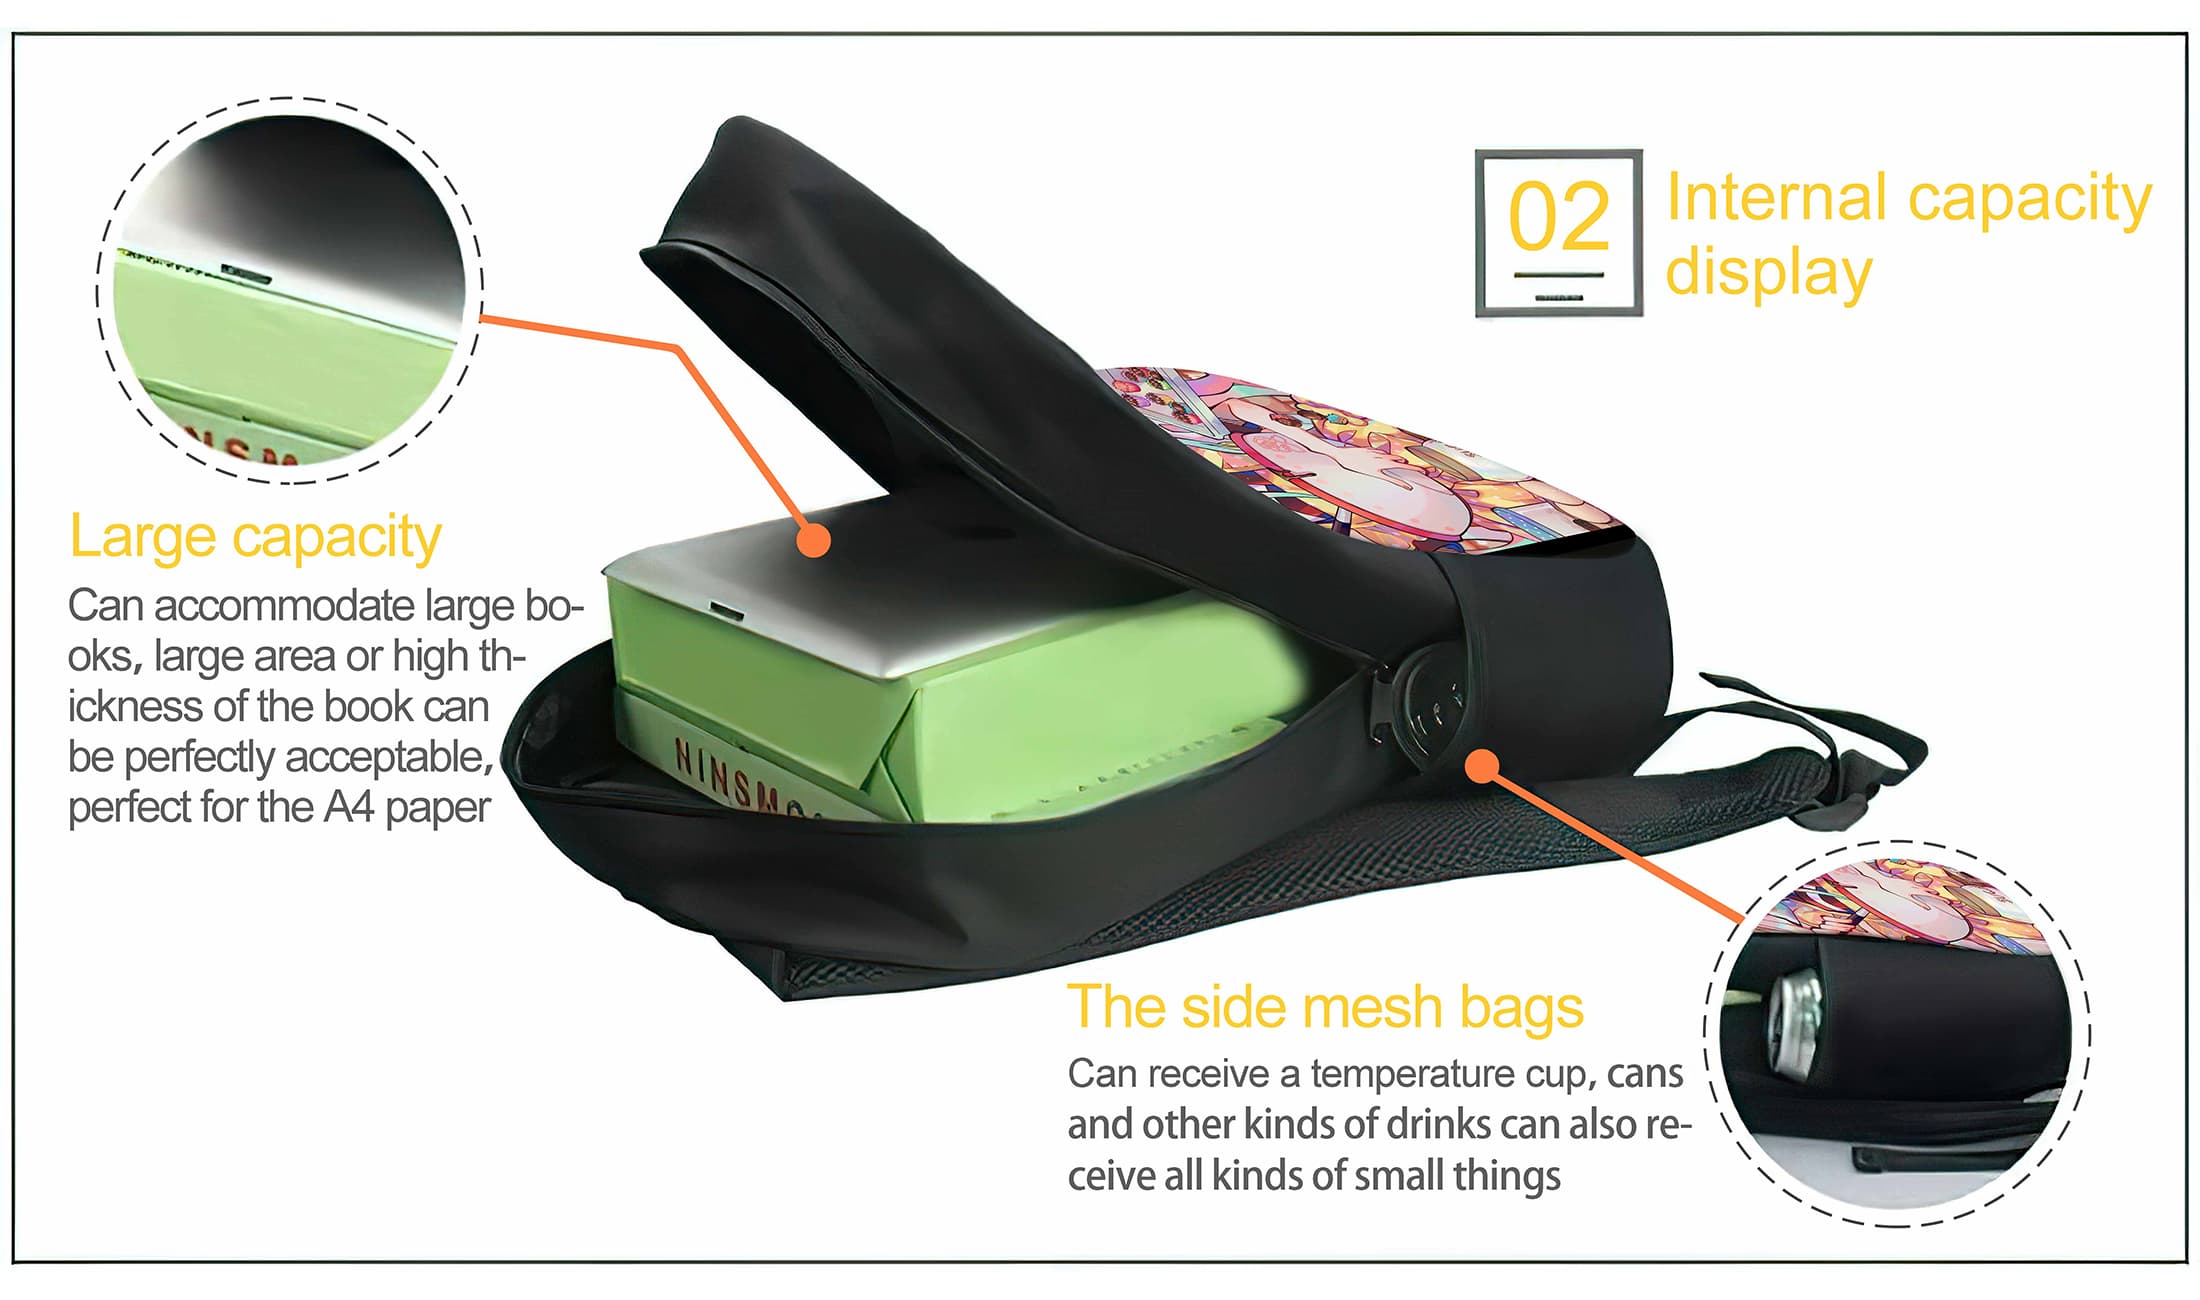 02
Internal capacity
display
Large capacity
Can accommodate large bo-
oks, large area or high th-
ickness of the book can
be perfectly acceptable,
perfect for the A4 paper
NINSMO
The side mesh bags
Can receive a temperature cup, cans
and other kinds of drinks can also re-
ceive all kinds of small things